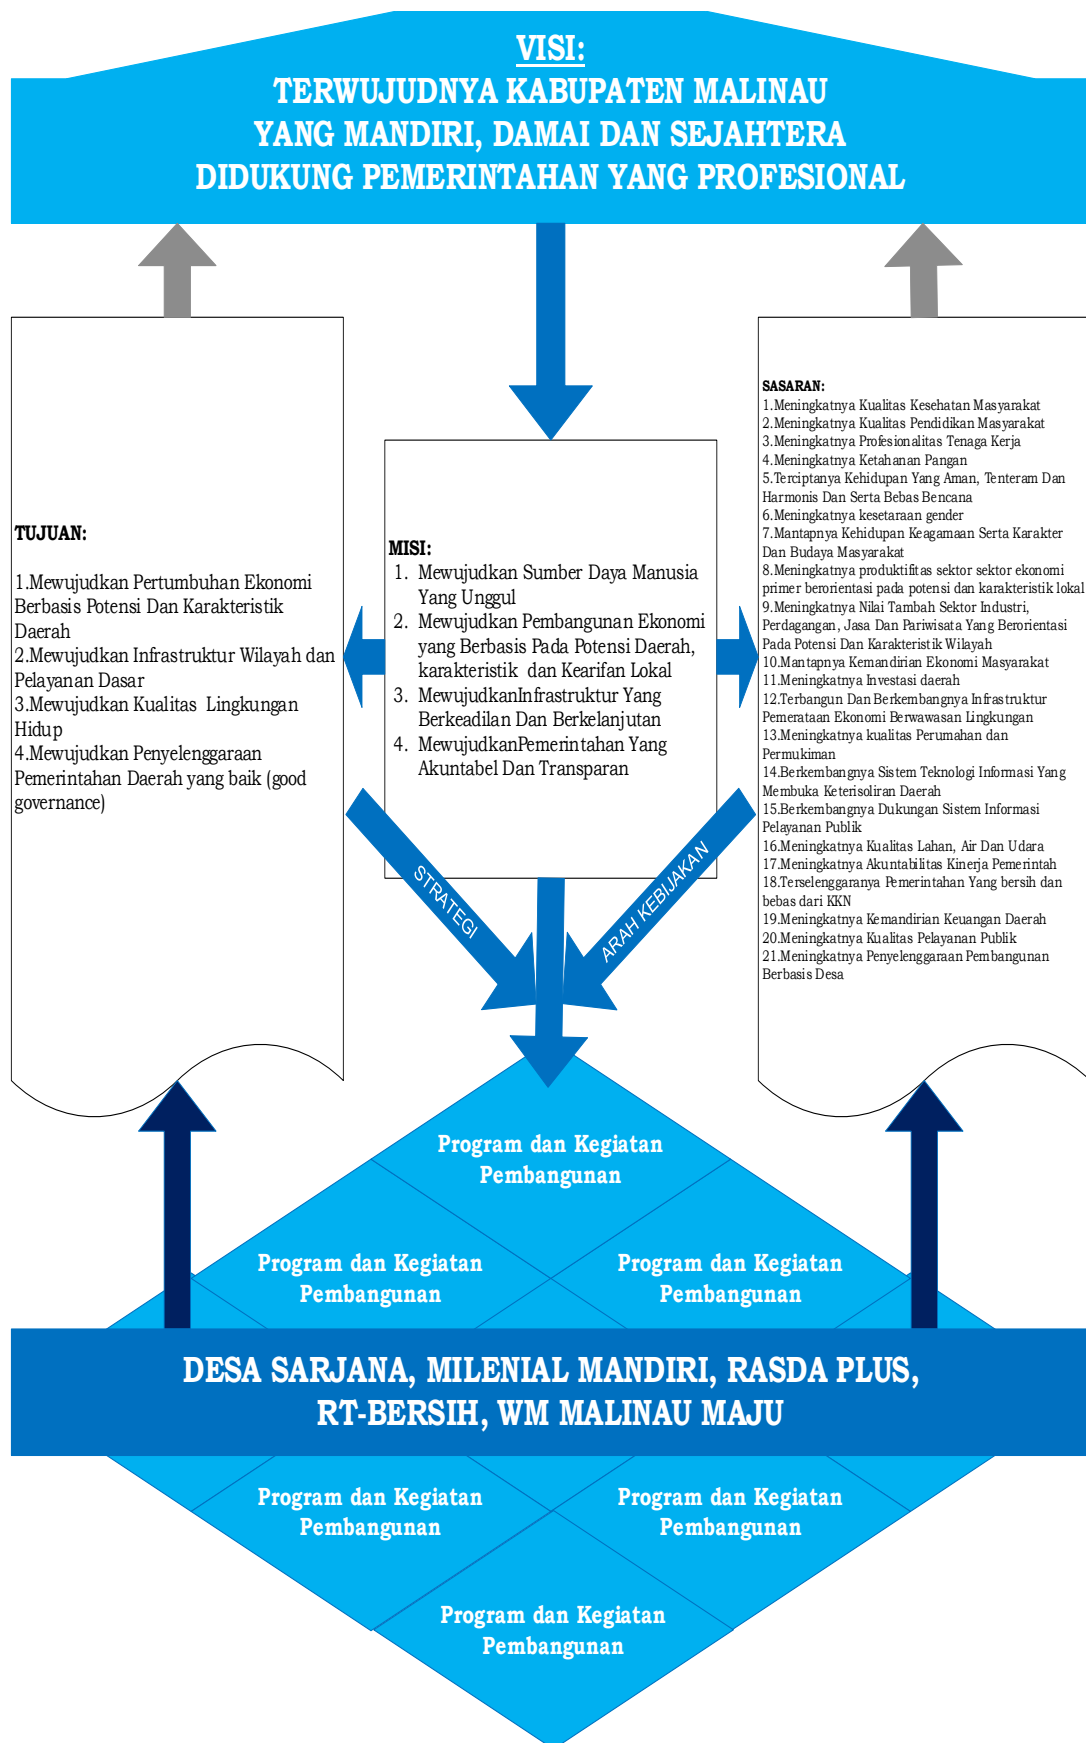 VISI:
TERWUJUDNYA KABUPATEN MALINAU
YANG MANDIRI, DAMAI DAN SEJAHTERA
DIDUKUNG PEMERINTAHAN YANG PROFESIONAL
TUJUAN:
1.Mewujudkan Pertumbuhan Ekonomi
Berbasis Potensi Dan Karakteristik
Daerah
2.Mewujudkan Infrastruktur Wilayah dan
Pelayanan Dasar
3.Mewujudkan Kualitas Lingkungan
Hidup
4.Mewujudkan Penyelenggaraan
Pemerintahan Daerah yang baik (good
governance)
MISI:
1. Mewujudkan Sumber Daya Manusia
Yang Unggul
2. Mewujudkan Pembangunan Ekonomi
yang Berbasis Pada Potensi Daerah,
karakteristik dan Kearifan Lokal
3. MewujudkanInfrastruktur Yang
Berkeadilan Dan Berkelanjutan
4. MewujudkanPemerintahan Yang
Akuntabel Dan Transparan
SASARAN:
1.Meningkatnya Kualitas Kesehatan Masyarakat
2.Meningkatnya Kualitas Pendidikan Masyarakat
3.Meningkatnya Profesionalitas Tenaga Kerja
4.Meningkatnya Ketahanan Pangan
5.Terciptanya Kehidupan Yang Aman, Tenteram Dan
Harmonis Dan Serta Bebas Bencana
6.Meningkatnya kesetaraan gender
7.Mantapnya Kehidupan Keagamaan Serta Karakter
Dan Budaya Masyarakat
8.Meningkatnya produktifitas sektor sektor ekonomi
primer berorientasi pada potensi dan karakteristik lokal
9.Meningkatnya Nilai Tambah Sektor Industri,
Perdagangan, Jasa Dan Pariwisata Yang Berorientasi
Pada Potensi Dan Karakteristik Wilayah
10.Mantapnya Kemandirian Ekonomi Masyarakat
11.Meningkatnya Investasi daerah
12.Terbangun Dan Berkembangnya Infrastruktur
Pemerataan Ekonomi Berwawasan Lingkungan
13.Meningkatnya kualitas Perumahan dan
Permukiman
14.Berkembangnya Sistem Teknologi Informasi Yang
Membuka Keterisoliran Daerah
15.Berkembangnya Dukungan Sistem Informasi
Pelayanan Publik
16.Meningkatnya Kualitas Lahan, Air Dan Udara
17.Meningkatnya Akuntabilitas Kinerja Pemerintah
18.Terselenggaranya Pemerintahan Yang bersih dan
bebas dari KKN
19.Meningkatnya Kemandirian Keuangan Daerah
20.Meningkatnya Kualitas Pelayanan Publik
21.Meningkatnya Penyelenggaraan Pembangunan
Berbasis Desa
STRATEGI
ARAH KEBIJAKAN
Program dan Kegiatan
Pembangunan
Program dan Kegiatan
Pembangunan
Program dan Kegiatan
Pembangunan
DESA SARJANA, MILENIAL MANDIRI, RASDA PLUS,
RT-BERSIH, WM MALINAU MAJU
Program dan Kegiatan
Pembangunan
Program dan Kegiatan
Pembangunan
Program dan Kegiatan
Pembangunan